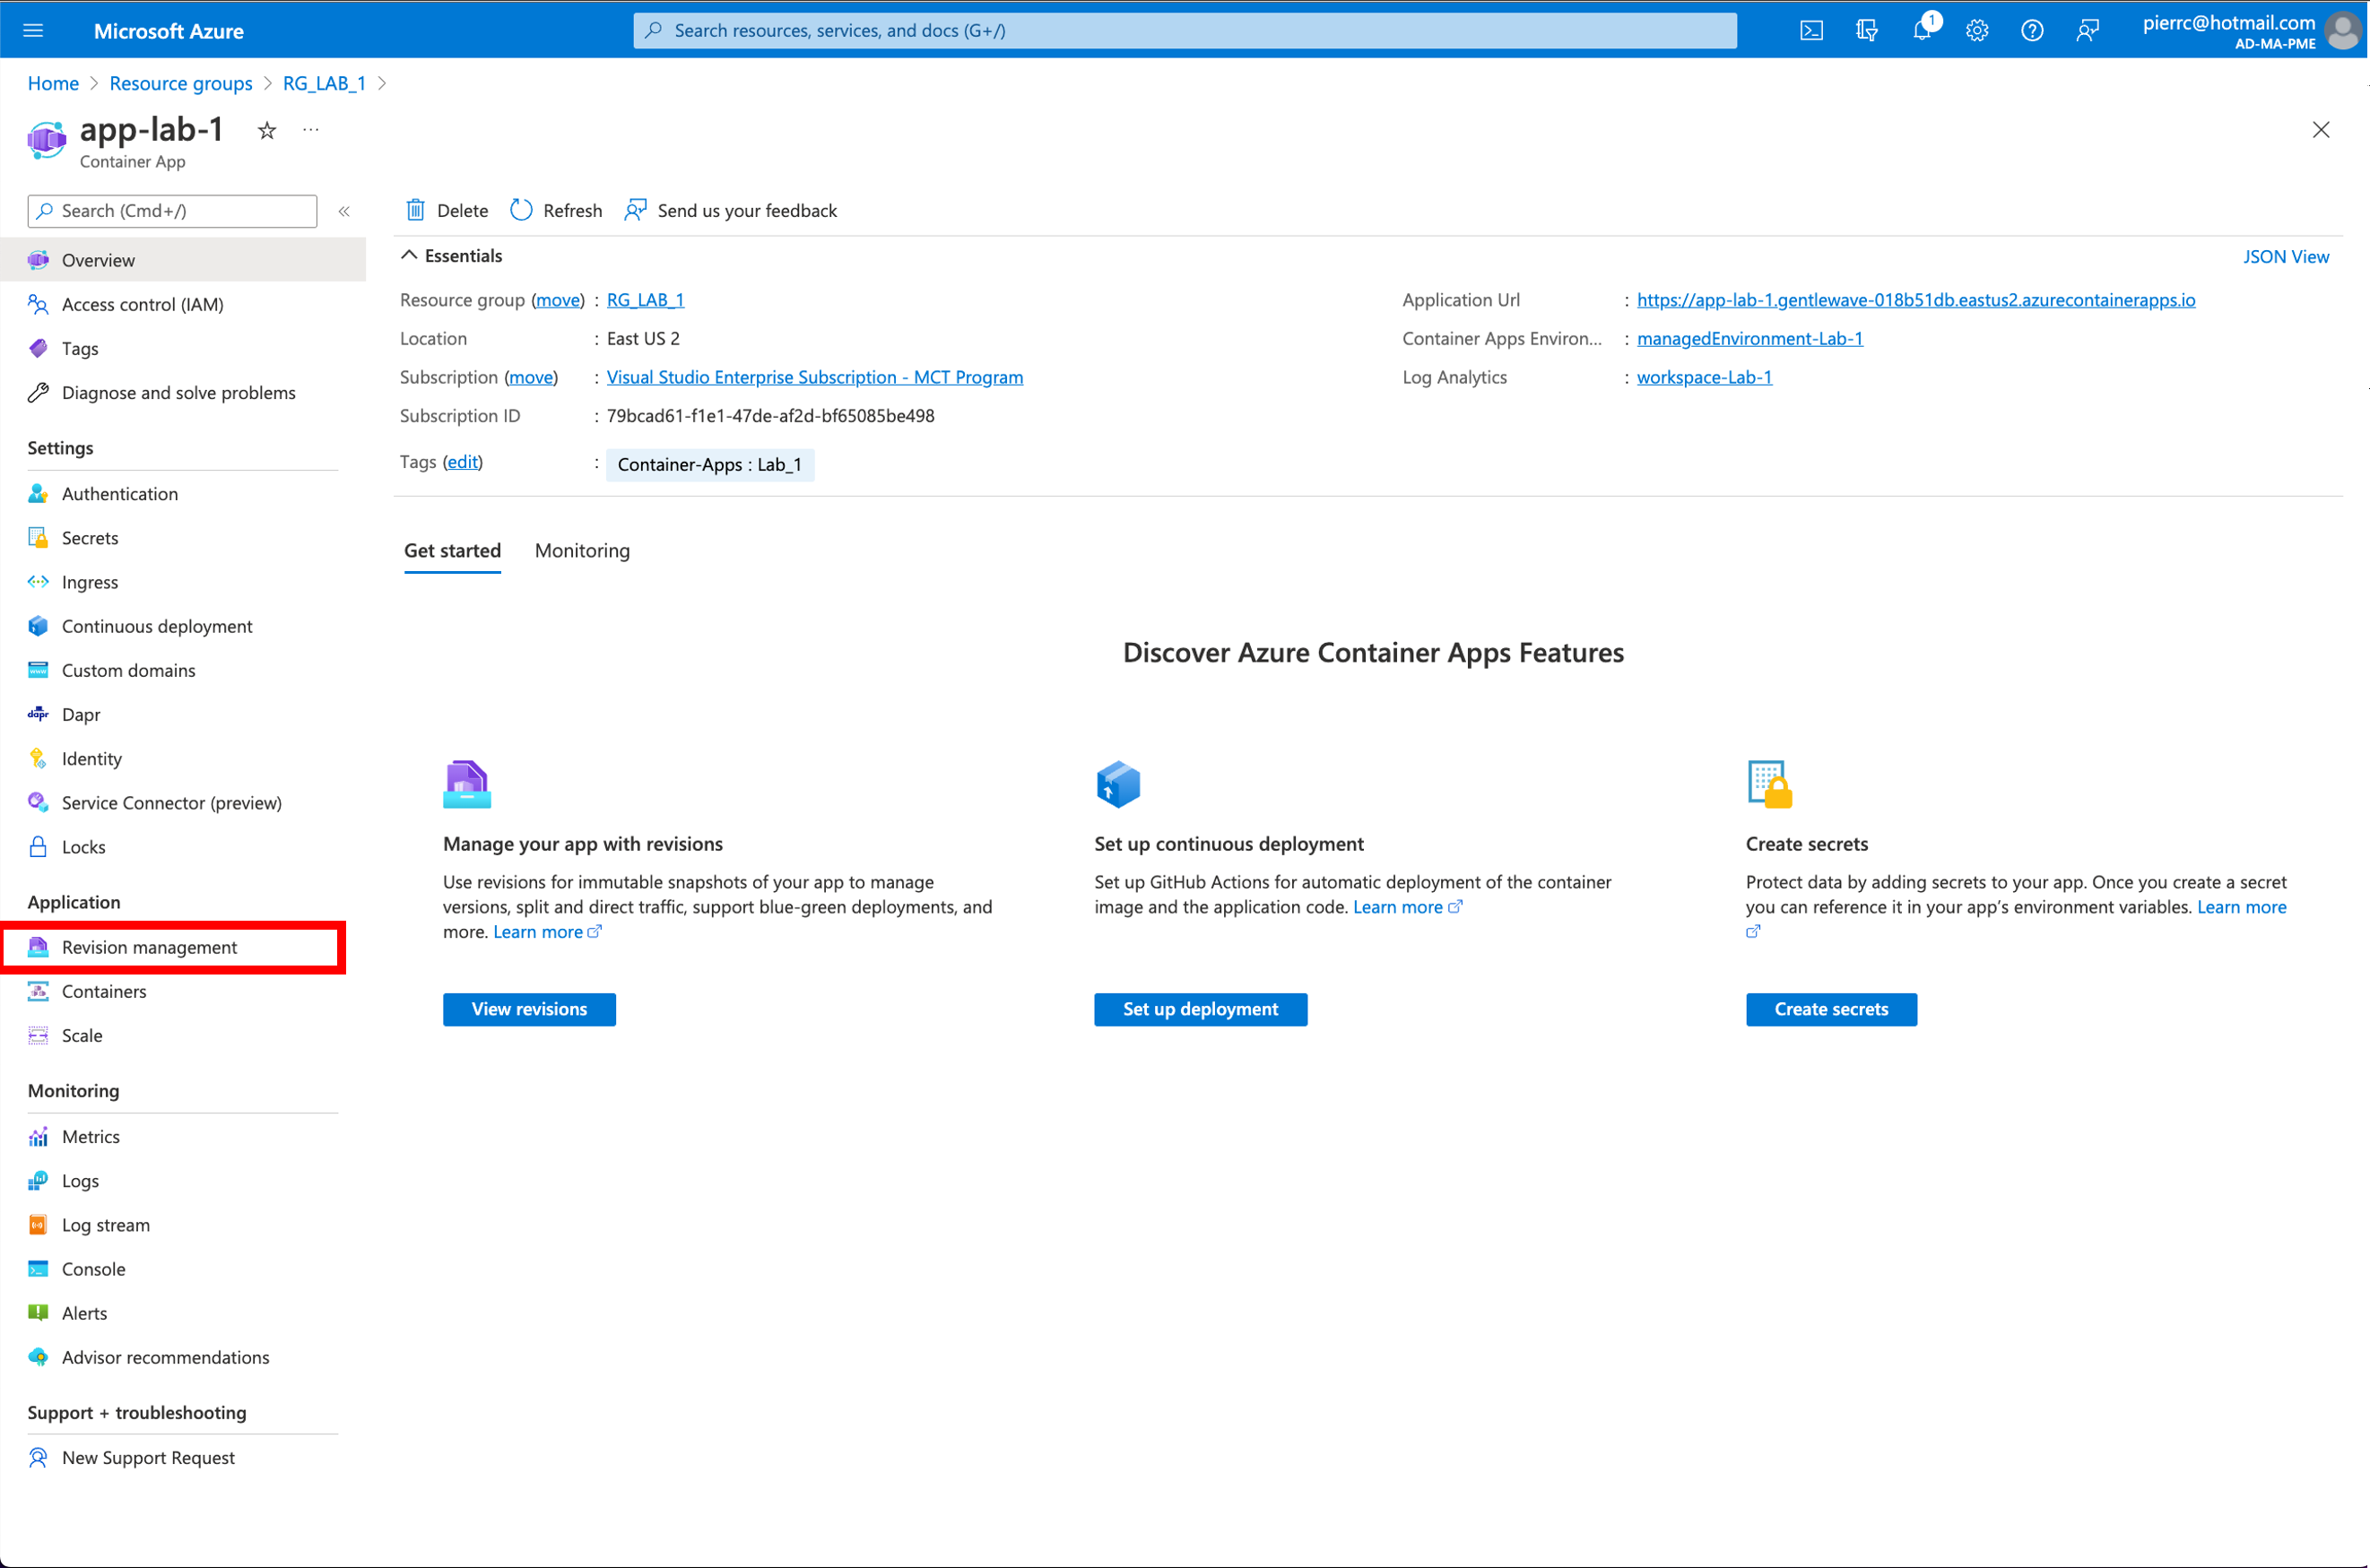 Microsoft Azure
Search resources, services, and docs (G+/)
1
pierrc@hotmail.com
AD-MA-PME
Home > Resource groups > RG_LAB_1 >
app-lab-1
Container App
Search (Cmd+/)
«
Delete
Refresh
Send us your feedback
Overview
Access control (IAM)
Tags
Diagnose and solve problems
Settings
Authentication
Secrets
Ingress
Continuous deployment
Custom domains
Dapr
Identity
Service Connector (preview)
Locks
Application
Revision management
Containers
Scale
Monitoring
Metrics
Logs
Log stream
Console
Alerts
Advisor recommendations
Support + troubleshooting
New Support Request
Essentials
JSON View
Resource group (move) : RG_LAB_1
Location : East US 2
Subscription (move) : Visual Studio Enterprise Subscription - MCT Program
Subscription ID : 79bcad61-f1e1-47de-af2d-bf65085be498
Tags (edit) : Container-Apps : Lab_1
Application Url : https://app-lab-1.gentlewave-018b51db.eastus2.azurecontainerapps.io
Container Apps Environ... : managedEnvironment-Lab-1
Log Analytics : workspace-Lab-1
Get started
Monitoring
Discover Azure Container Apps Features
Manage your app with revisions
Use revisions for immutable snapshots of your app to manage
versions, split and direct traffic, support blue-green deployments, and
more. Learn more
View revisions
Set up continuous deployment
Set up GitHub Actions for automatic deployment of the container
image and the application code. Learn more
Set up deployment
Create secrets
Protect data by adding secrets to your app. Once you create a secret
you can reference it in your app's environment variables. Learn more
Create secrets